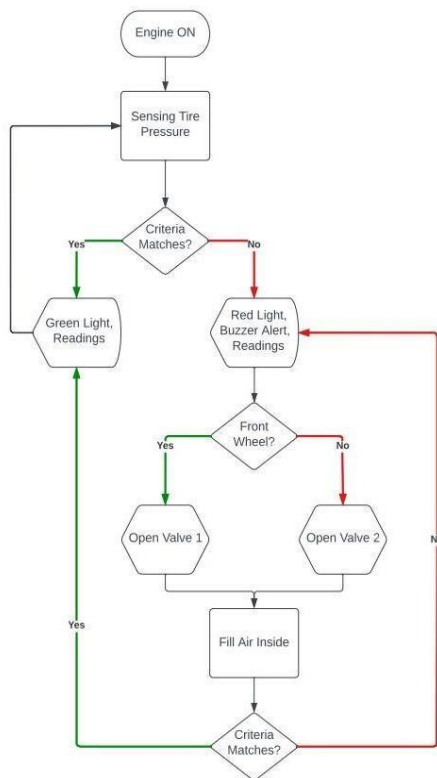 Engine ON
Sensing Tire
Pressure
Criteria
Matches?
Yes
No
Green Light,
Readings
Red Light,
Buzzer Alert,
Readings
Front
Wheel?
Yes
No
Open Valve 1
Open Valve 2
Fill Air Inside
Yes
Criteria
Matches?